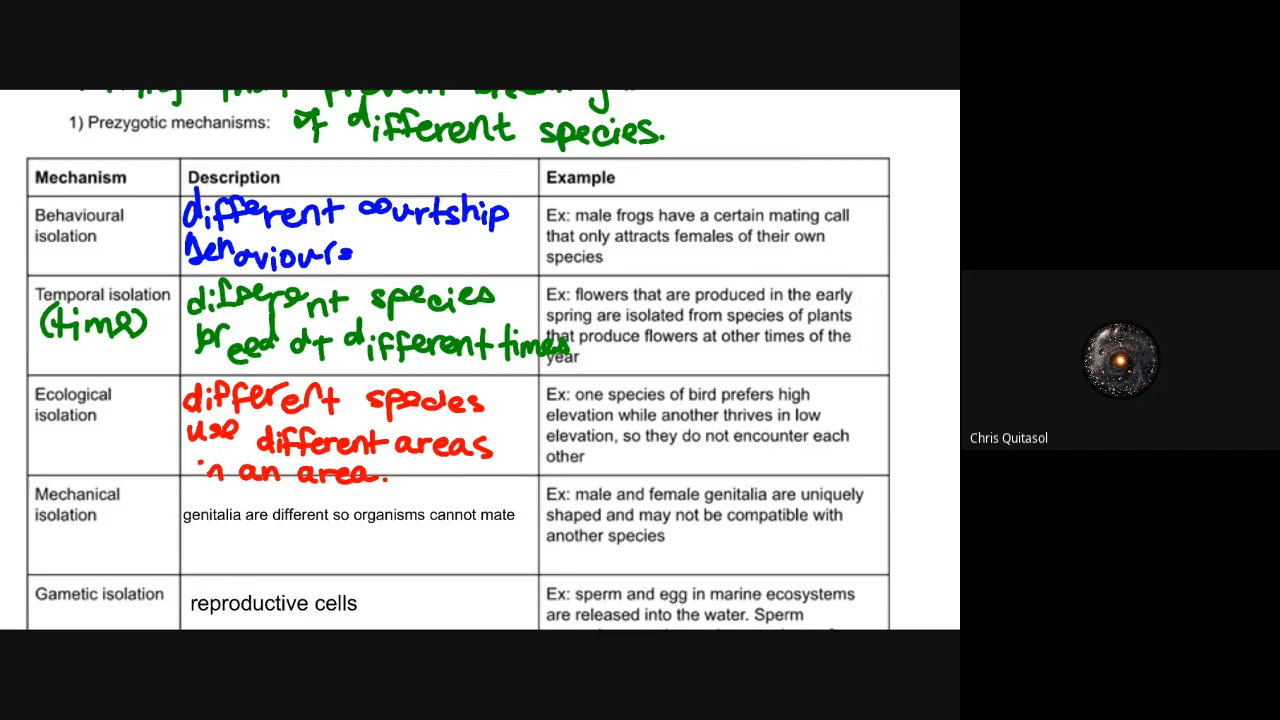 that prevent
1) Prezygotic mechanisms: of different species.
Mechanism Description Example
Behavioural isolation
different courtship
behaviours
Ex: male frogs have a certain mating call
that only attracts females of their own
species
Temporal isolation
(time)
different species
breed at different times
Ex: flowers that are produced in the early
spring are isolated from species of plants
that produce flowers at other times of the
year
Ecological
isolation
different species
use different areas
in an area.
Ex: one species of bird prefers high
elevation while another thrives in low
elevation, so they do not encounter each
other
Mechanical
isolation
genitalia are different so organisms cannot mate
Ex: male and female genitalia are uniquely
shaped and may not be compatible with
another species
Gametic isolation
reproductive cells
Ex: sperm and egg in marine ecosystems
are released into the water. Sperm
Chris Quitasol